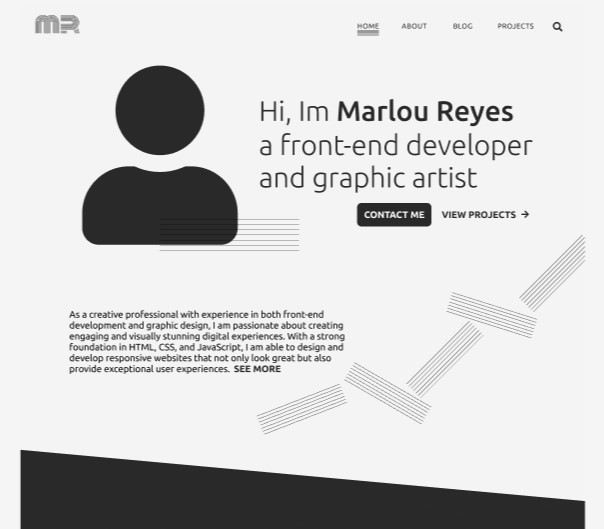 MR
HOME ABOUT BLOG PROJECTS
Hi, Im Marlou Reyes
a front-end developer
and graphic artist
CONTACT ME VIEW PROJECTS →
As a creative professional with experience in both front-end
development and graphic design, I am passionate about creating
engaging and visually stunning digital experiences. With a strong
foundation in HTML, CSS, and JavaScript, I am able to design and
develop responsive websites that not only look great but also
provide exceptional user experiences. SEE MORE